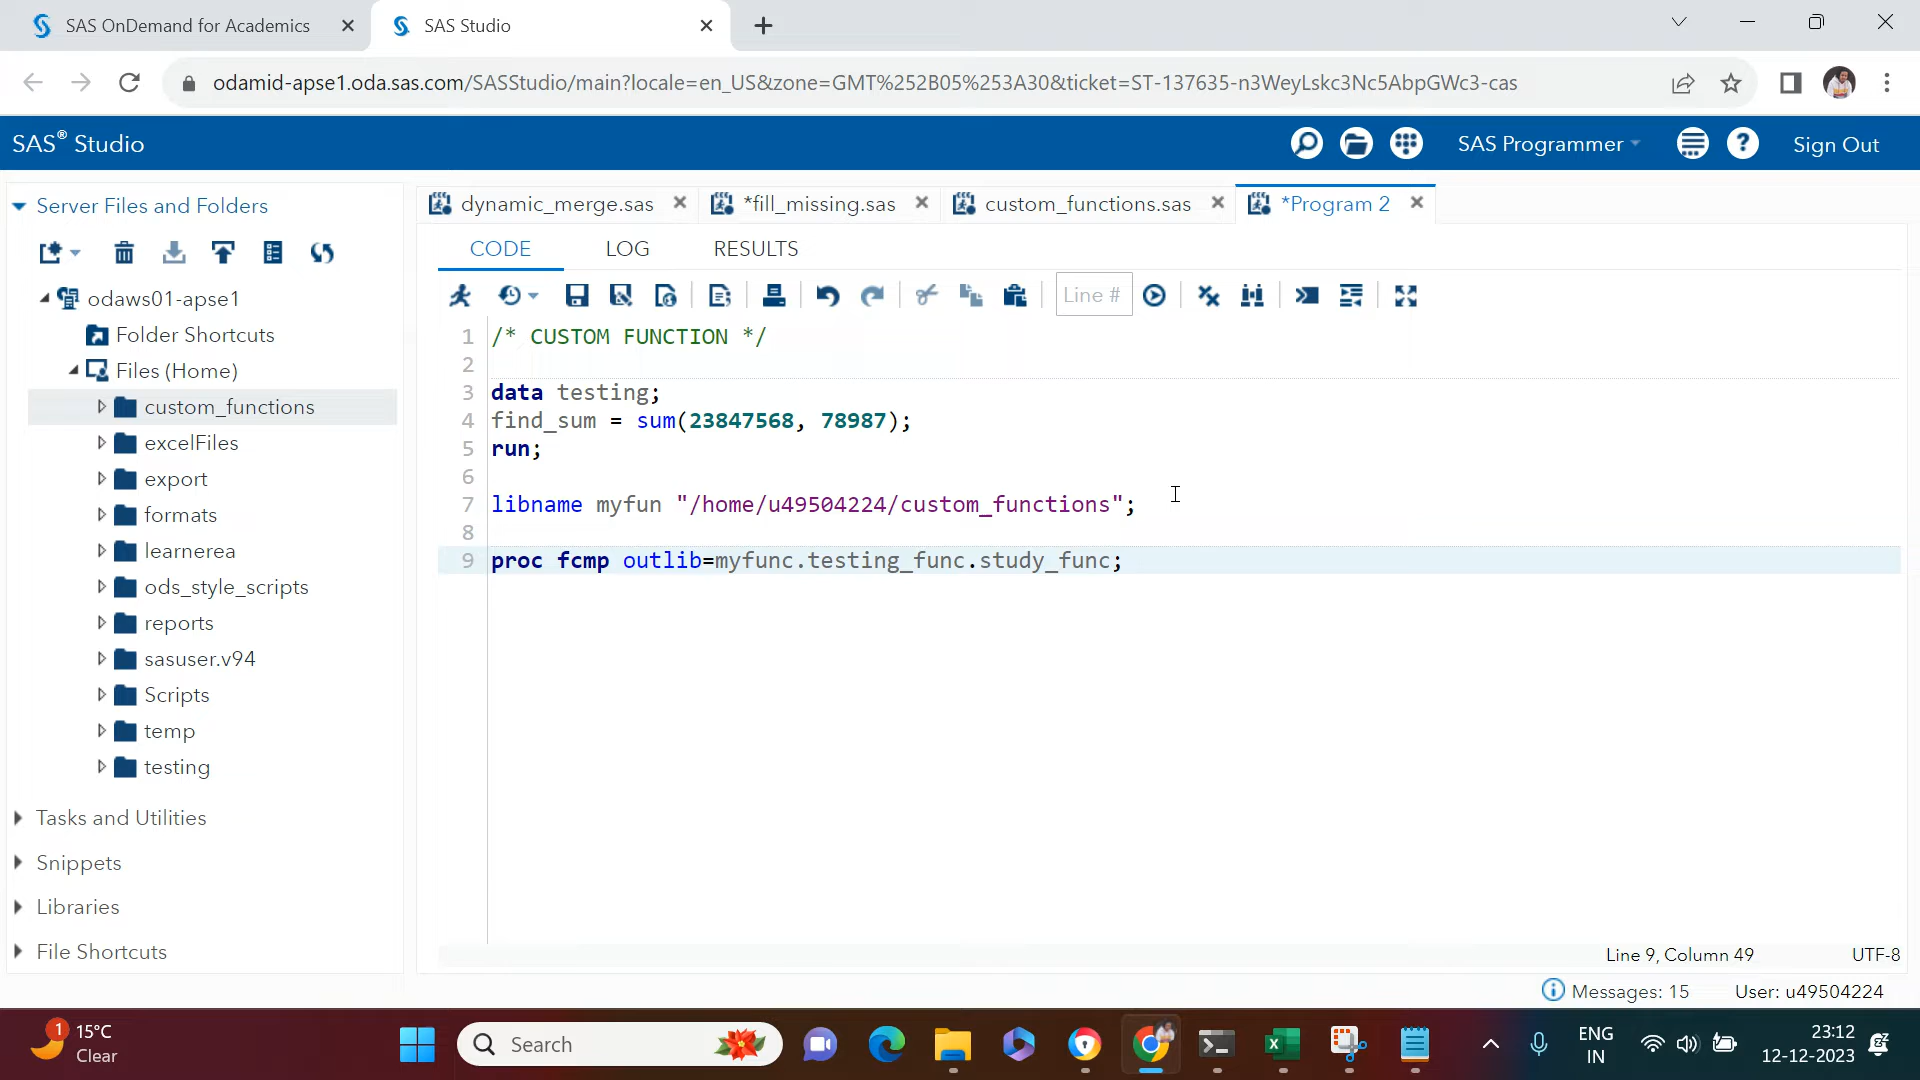 SAS OnDemand for Academics
SAS Studio
odamid-apse1.oda.sas.com/SASStudio/main?locale=en_US&zone=GMT%252B05%253A30&ticket=ST-137635-n3WeyLskc3Nc5AbpGWc3-cas
SAS® Studio
SAS Programmer
Sign Out
Server Files and Folders
odaws01-apse1
Folder Shortcuts
Files (Home)
custom_functions
excelFiles
export
formats
learnerea
ods_style_scripts
reports
sasuser.v94
Scripts
temp
testing
Tasks and Utilities
Snippets
Libraries
File Shortcuts
dynamic_merge.sas
*fill_missing.sas
custom_functions.sas
*Program 2
CODE
LOG
RESULTS
Line #
1 /* CUSTOM FUNCTION */
2
3 data testing;
4 find_sum = sum(23847568, 78987);
5 run;
6
7 libname myfun "/home/u49504224/custom_functions";
8
9 proc fcmp outlib=myfunc.testing_func.study_func;
Line 9, Column 49
UTF-8
Messages: 15
User: u49504224
1
15°C
Clear
Search
ENG
IN
23:12
12-12-2023